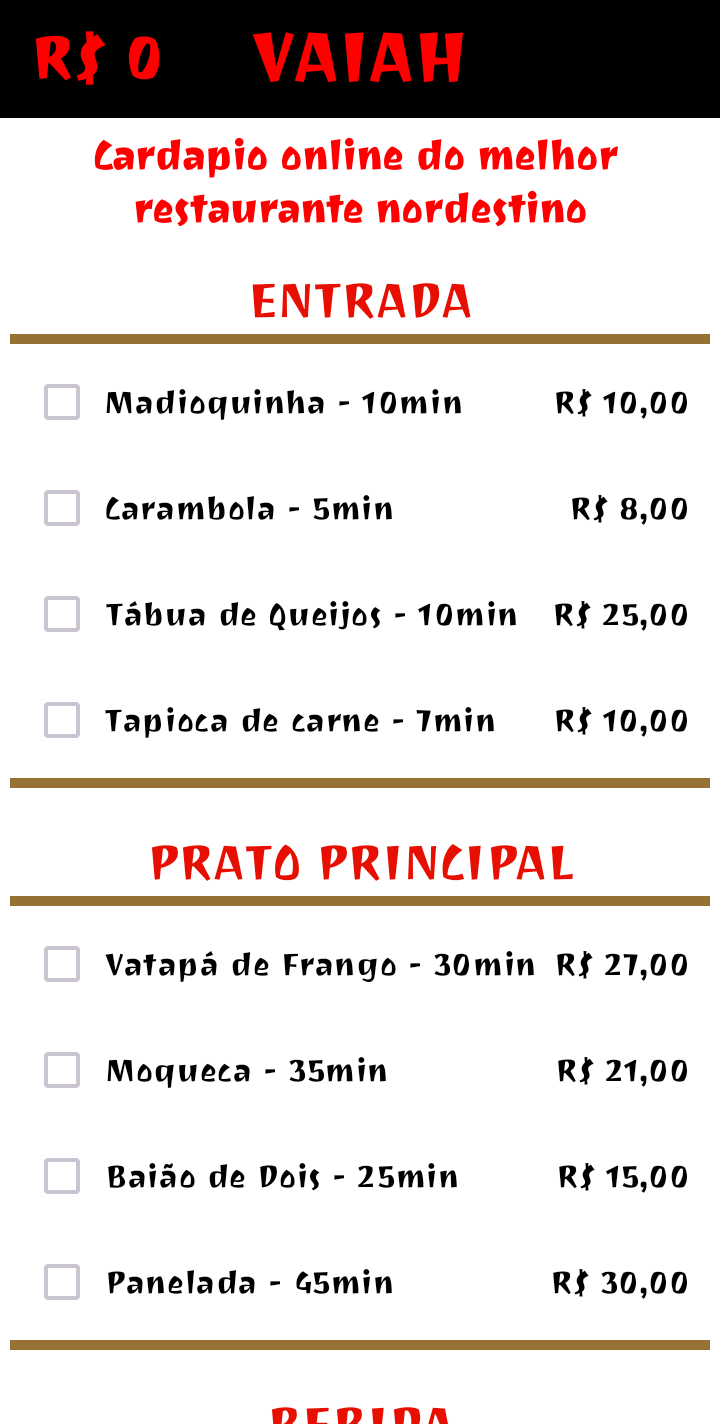 R$ 0 VAIAH
Cardapio online do melhor
restaurante nordestino
ENTRADA
Madioquinha - 10min R$ 10,00
Carambola - 5min R$ 8,00
Tábua de Queijos - 10min R$ 25,00
Tapioca de carne - 7min R$ 10,00
PRATO PRINCIPAL
Vatapá de Frango - 30min R$ 27,00
Moqueca - 35min R$ 21,00
Baião de Dois - 25min R$ 15,00
Panelada - 45min R$ 30,00
BEBIDA